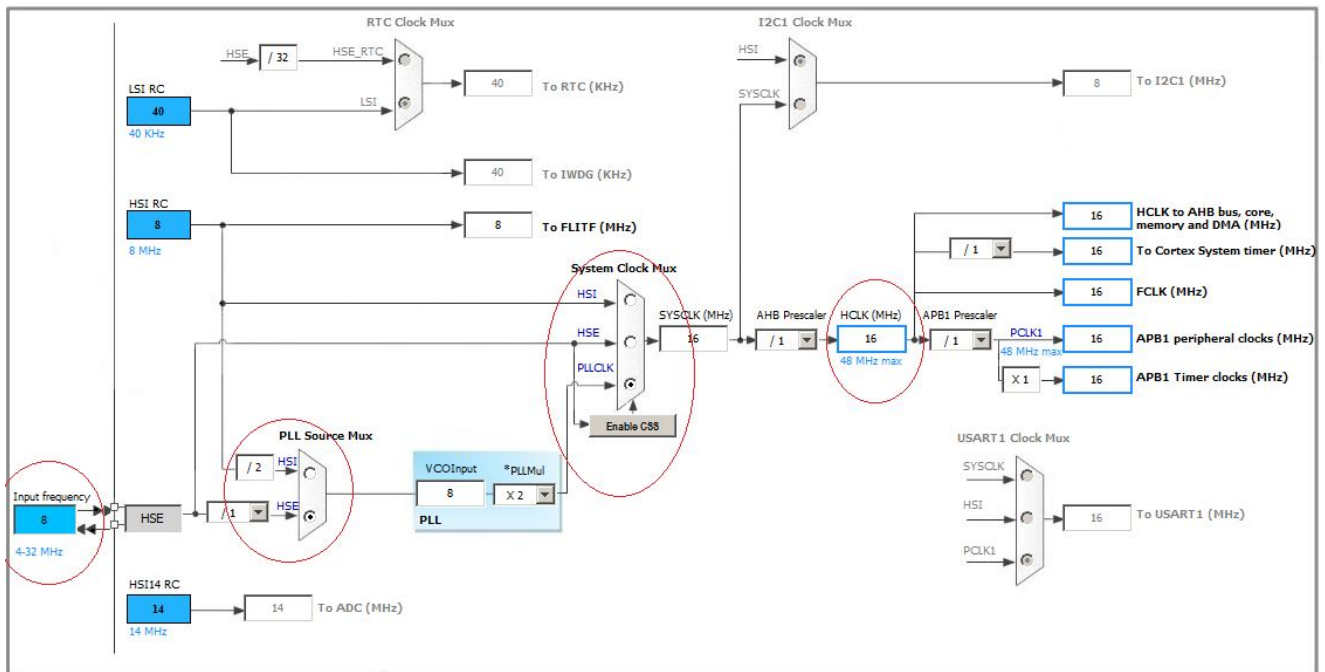 RTC Clock Mux
I2C1 Clock Mux
HSE
/ 32
HSE_RTC
HSI
LSI RC
40
40 KHz
LSI
40
To RTC (KHz)
SYSCLK
8
To I2C1 (MHz)
40
To IWDG (KHz)
HSI RC
8
8 MHz
8
To FLITF (MHz)
System Clock Mux
HSI
HSE
PLLCLK
Enable CSS
SYSCLK (MHz)
16
AHB Prescaler
/ 1
HCLK (MHz)
16
48 MHz max
APB1 Prescaler
/ 1
16
HCLK to AHB bus, core,
memory and DMA (MHz)
/ 1
16
To Cortex System timer (MHz)
16
FCLK (MHz)
PCLK1
48 MHz max
16
APB1 peripheral clocks (MHz)
X 1
16
APB1 Timer clocks (MHz)
PLL Source Mux
/ 2
HSI
/ 1
HSE
VCOInput
8
*PLLMul
X 2
PLL
Input frequency
8
4-32 MHz
HSE
USART1 Clock Mux
SYSCLK
HSI
PCLK1
16
To USART1 (MHz)
HSI14 RC
14
14 MHz
14
To ADC (MHz)